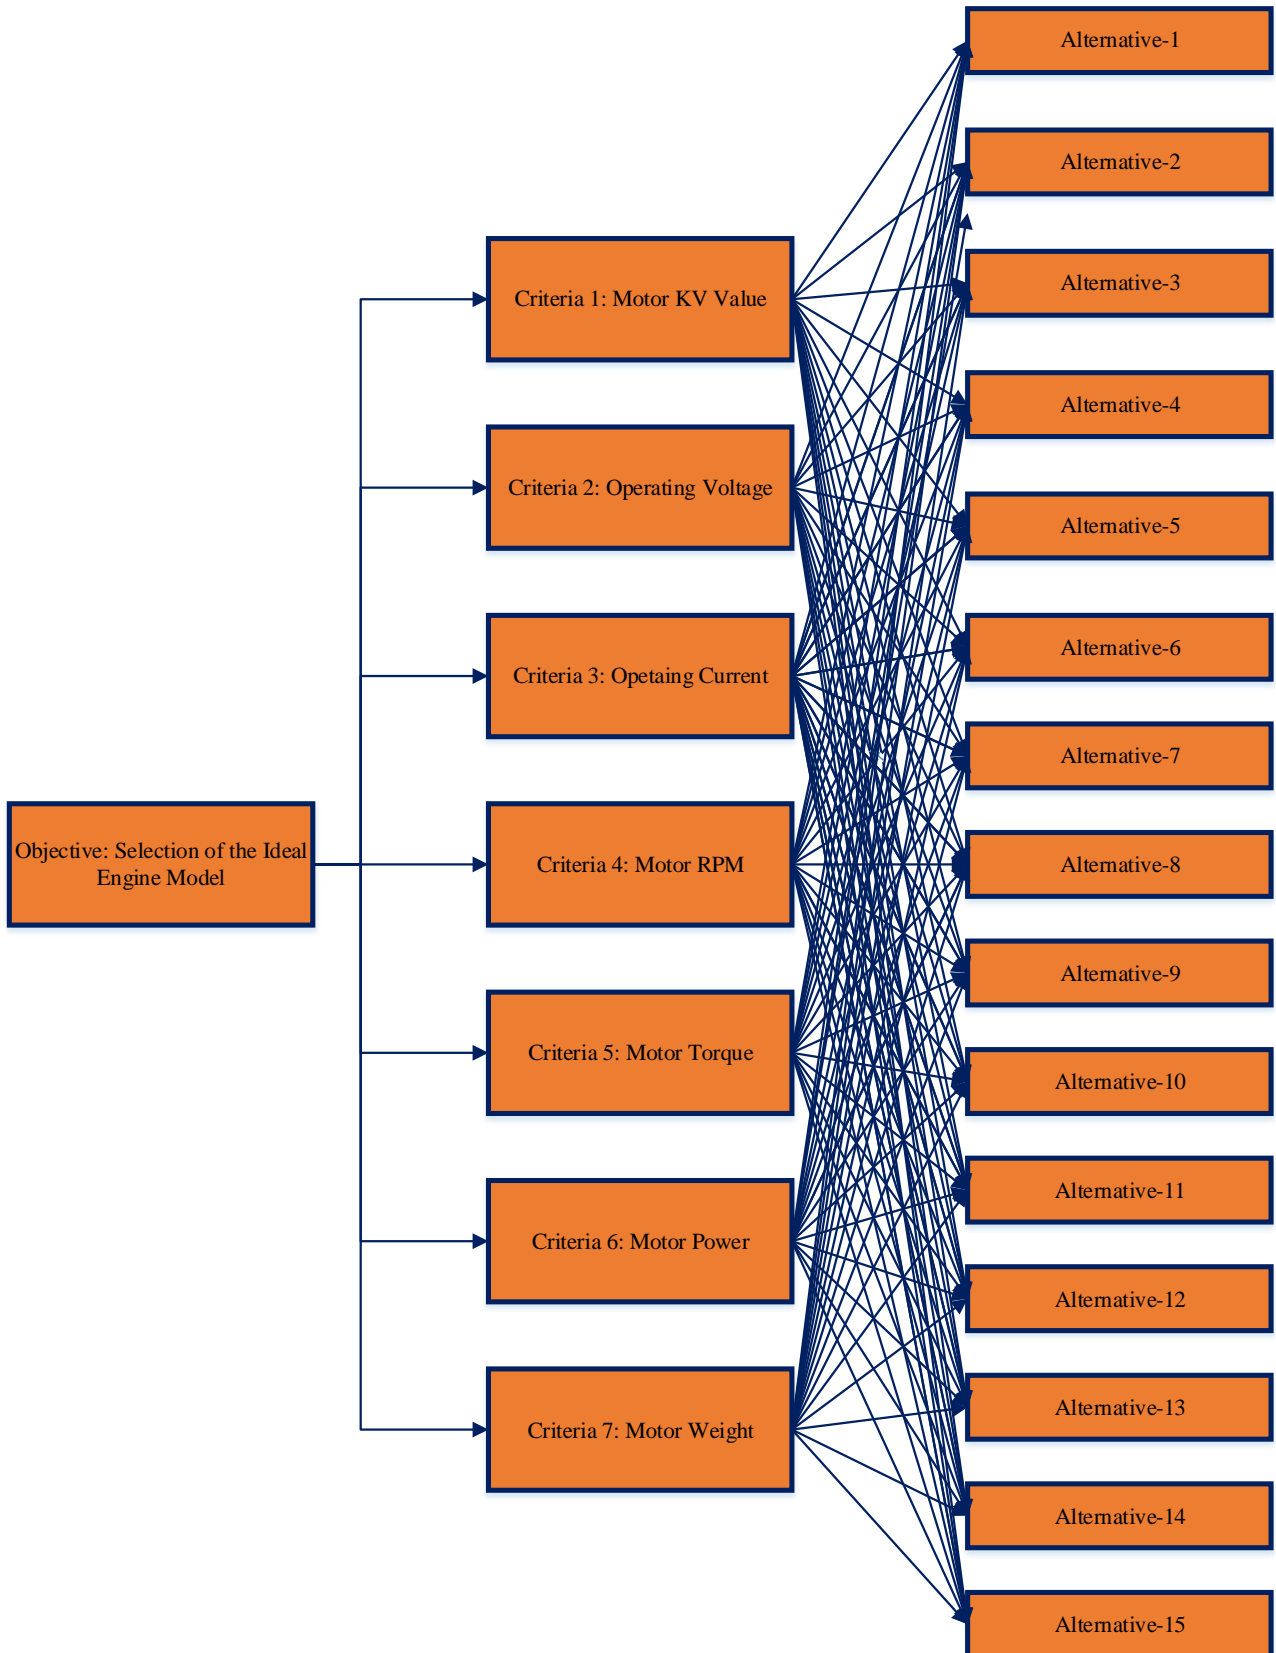 Objective: Selection of the Ideal
Engine Model
Criteria 1: Motor KV Value
Criteria 2: Operating Voltage
Criteria 3: Opetaing Current
Criteria 4: Motor RPM
Criteria 5: Motor Torque
Criteria 6: Motor Power
Criteria 7: Motor Weight
Alternative-1
Alternative-2
Alternative-3
Alternative-4
Alternative-5
Alternative-6
Alternative-7
Alternative-8
Alternative-9
Alternative-10
Alternative-11
Alternative-12
Alternative-13
Alternative-14
Alternative-15